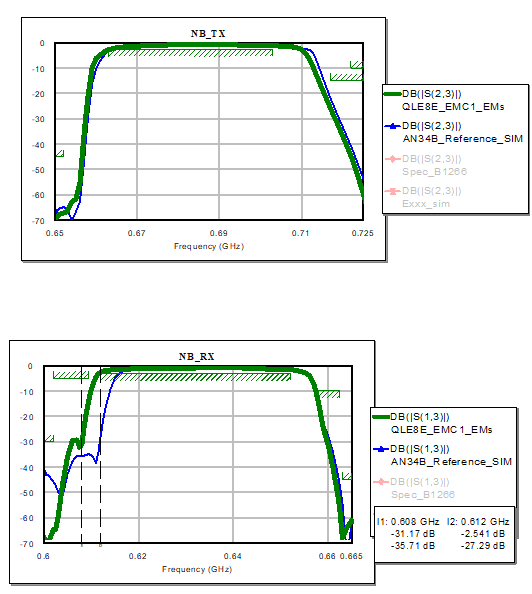 NB_TX
0
-10
-20
-30
-40
-50
-60
-70
0.65
0.67
0.69
0.71
0.725
Frequency (GHz)
DB(|S(2,3)|)
QLE8E_EMC1_EMs
DB(|S(2,3)|)
AN34B_Reference_SIM
DB(|S(2,3)|)
Spec_B1266
DB(|S(2,3)|)
Exxx_sim
NB_RX
0
-10
-20
-30
-40
-50
-60
-70
0.6
0.62
0.64
0.66
0.665
Frequency (GHz)
DB(|S(1,3)|)
QLE8E_EMC1_EMs
DB(|S(1,3)|)
AN34B_Reference_SIM
DB(|S(1,3)|)
Spec_B1266
I1: 0.608 GHz I2: 0.612 GHz
-31.17 dB -2.541 dB
-35.71 dB -27.29 dB